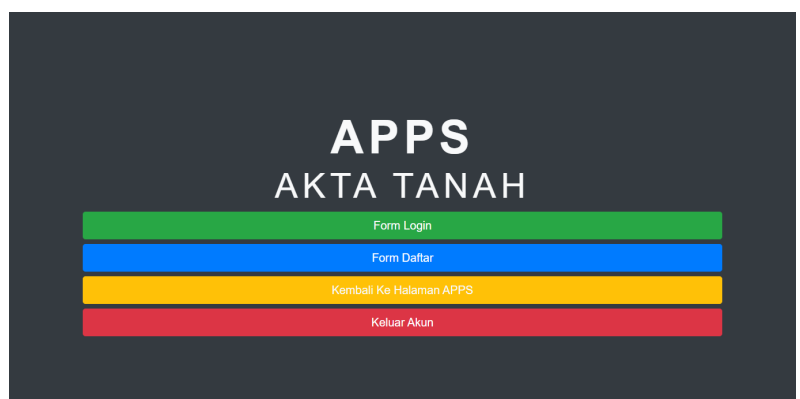 APPS
AKTA TANAH
Form Login
Form Daftar
Kembali Ke Halaman APPS
Keluar Akun